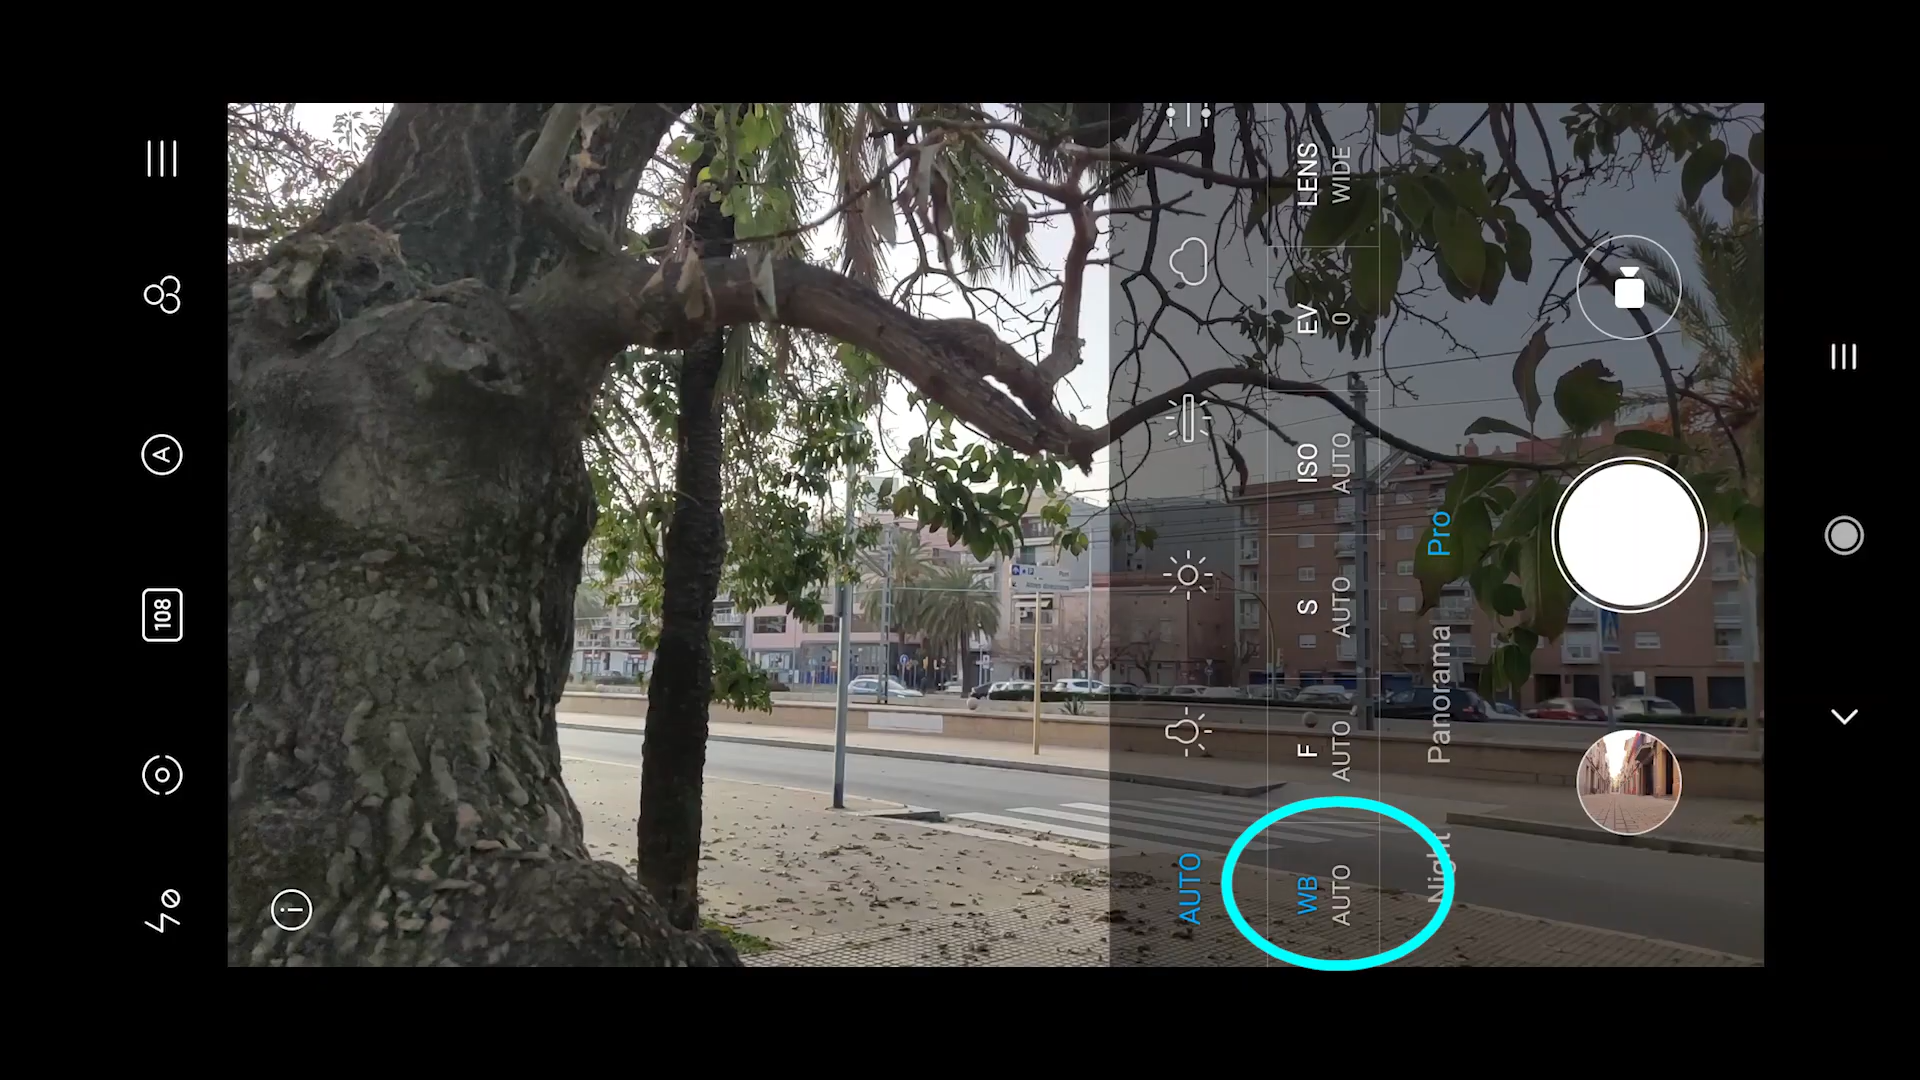 108
AUTO
WB
AUTO
F
AUTO
S
AUTO
ISO
AUTO
EV
0
LENS
WIDE
Night
Panorama
Pro